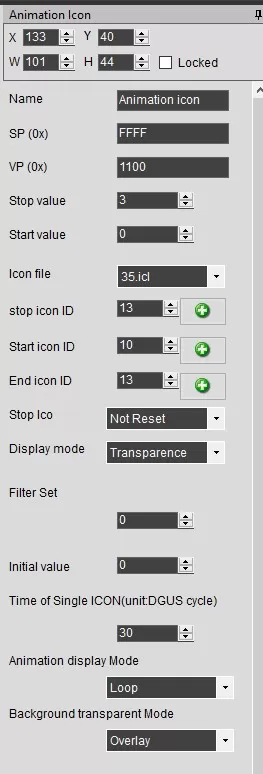 Animation Icon
X 133 Y 40
W 101 H 44 Locked
Name Animation icon
SP (0x) FFFF
VP (0x) 1100
Stop value 3
Start value 0
Icon file 35.icl
stop icon ID 13
Start icon ID 10
End icon ID 13
Stop Ico Not Reset
Display mode Transparence
Filter Set
0
Initial value 0
Time of Single ICON(unit:DGUS cycle)
30
Animation display Mode
Loop
Background transparent Mode
Overlay